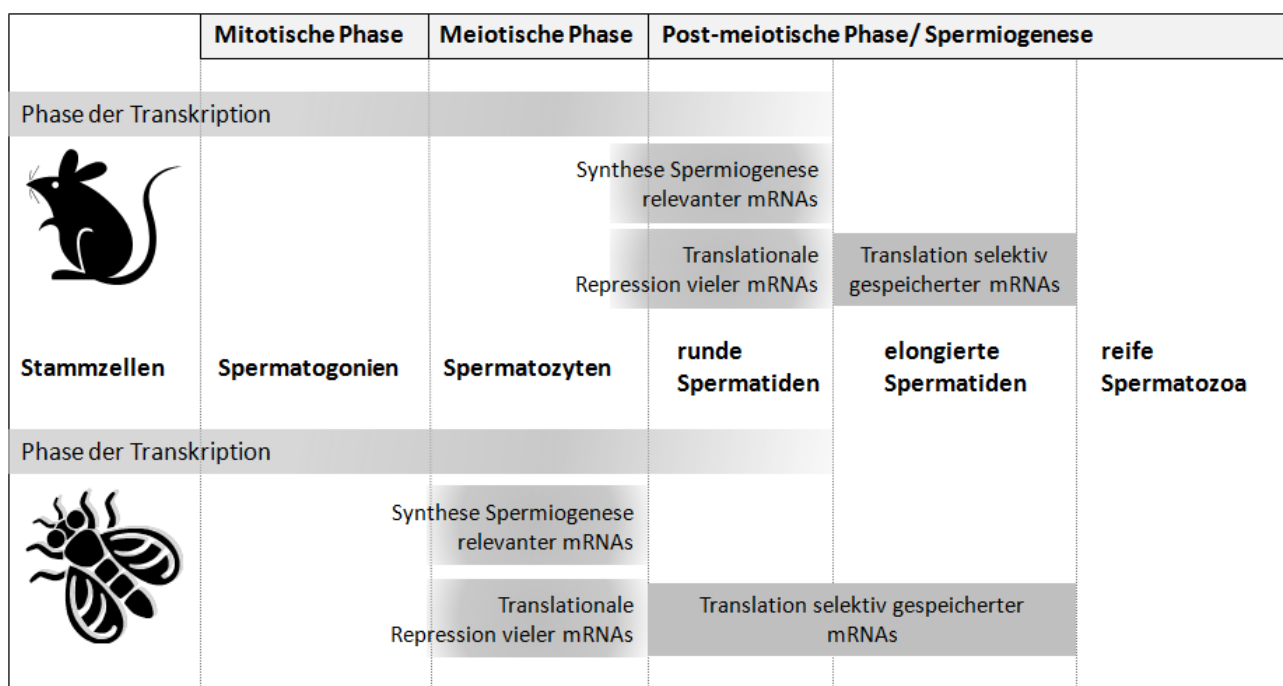 Mitotische Phase
Meiotische Phase
Post-meiotische Phase/ Spermiogenese
Phase der Transkription
Synthese Spermiogenese
relevanter mRNAs
Translationale
Repression vieler mRNAs
Translation selektiv
gespeicherter mRNAs
Stammzellen
Spermatogonien
Spermatozyten
runde
Spermatiden
elongierte
Spermatiden
reife
Spermatozoa
Phase der Transkription
Synthese Spermiogenese
relevanter mRNAs
Translationale
Repression vieler mRNAs
Translation selektiv gespeicherter
mRNAs